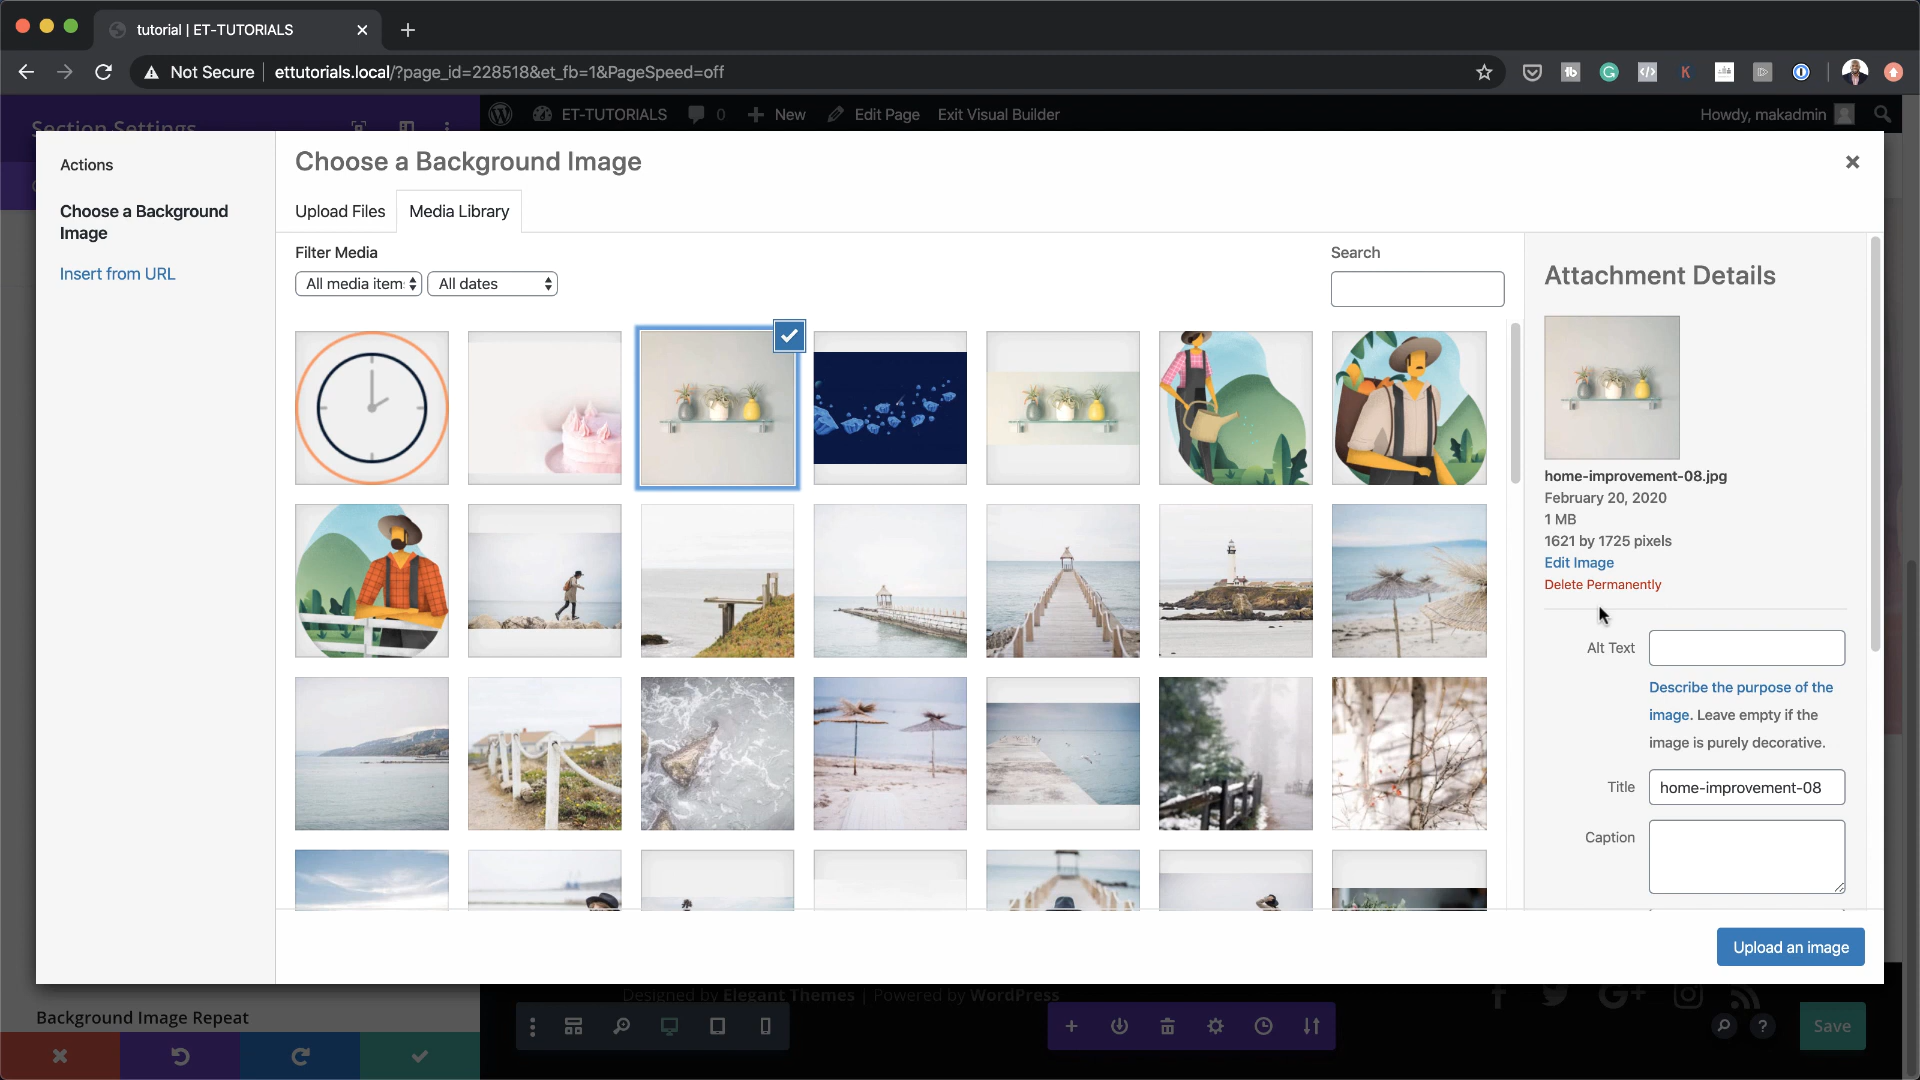 tutorial | ET-TUTORIALS
Not Secure
ettutorials.local/?page_id=228518&et_fb=1&PageSpeed=off
Section Settings
ET-TUTORIALS
0
New
Edit Page
Exit Visual Builder
Howdy, makadmin
Actions
Choose a Background
Image
Insert from URL
Choose a Background Image
Upload Files
Media Library
Filter Media
All media item
All dates
Search
Attachment Details
home-improvement-08.jpg
February 20, 2020
1 MB
1621 by 1725 pixels
Edit Image
Delete Permanently
Alt Text
Describe the purpose of the
image. Leave empty if the
image is purely decorative.
Title
home-improvement-08
Caption
Upload an image
Designed by Elegant Themes | Powered by WordPress
Background Image Repeat
Save